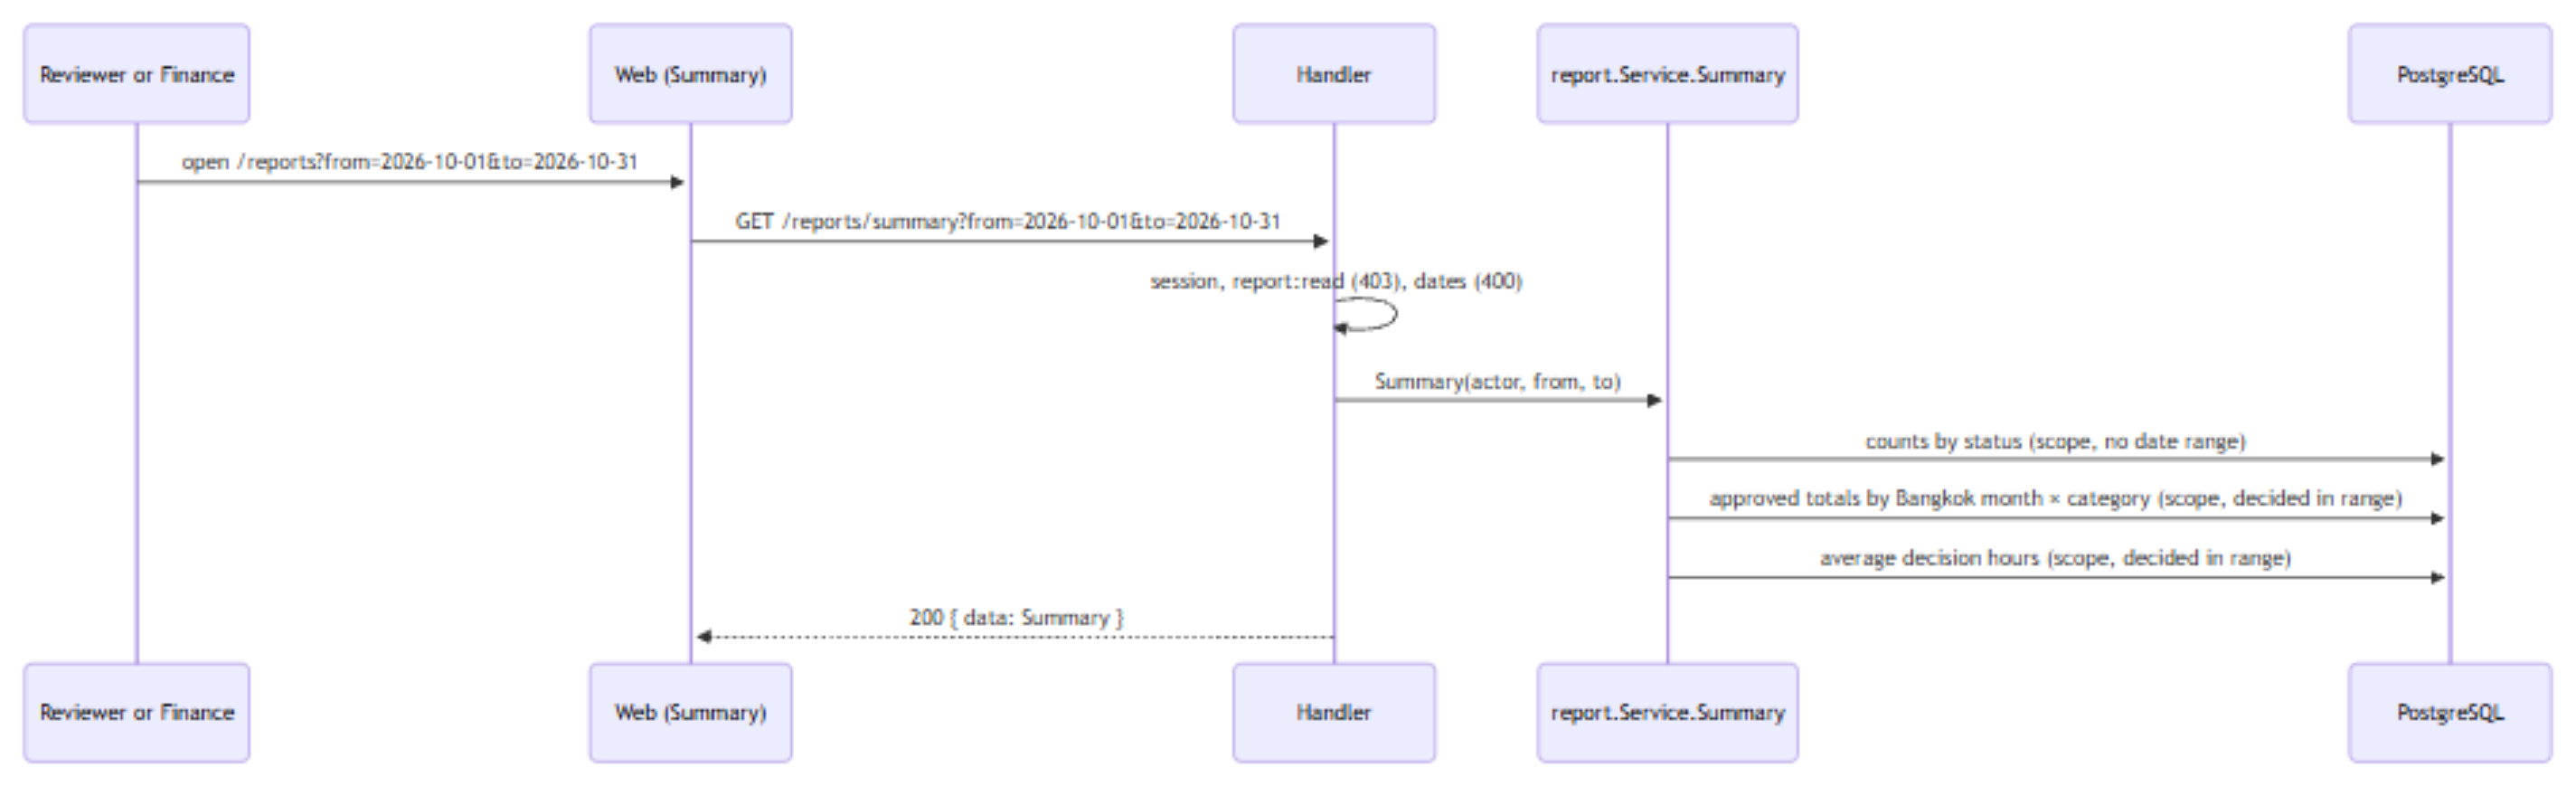 Reviewer or Finance
Web (Summary)
Handler
report.Service.Summary
PostgreSQL
open /reports?from=2026-10-01&to=2026-10-31
GET /reports/summary?from=2026-10-01&to=2026-10-31
session, report:read (403), dates (400)
Summary(actor, from, to)
counts by status (scope, no date range)
approved totals by Bangkok month × category (scope, decided in range)
average decision hours (scope, decided in range)
200 { data: Summary }
Reviewer or Finance
Web (Summary)
Handler
report.Service.Summary
PostgreSQL